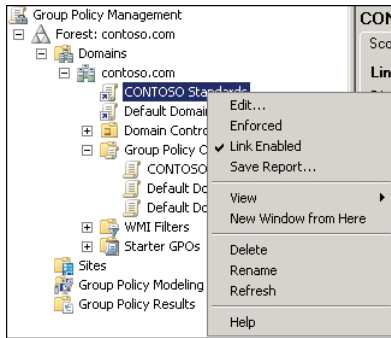 Group Policy Management
Forest: contoso.com
Domains
contoso.com
CONTOSO Standards
Default Domai
Domain Contro
Group Policy O
CONTOSO
Default Do
Default Do
WMI Filters
Starter GPOs
Sites
Group Policy Modeling
Group Policy Results
CON
Sco
Lin
Edit...
Enforced
Link Enabled
Save Report...
View
New Window from Here
Delete
Rename
Refresh
Help